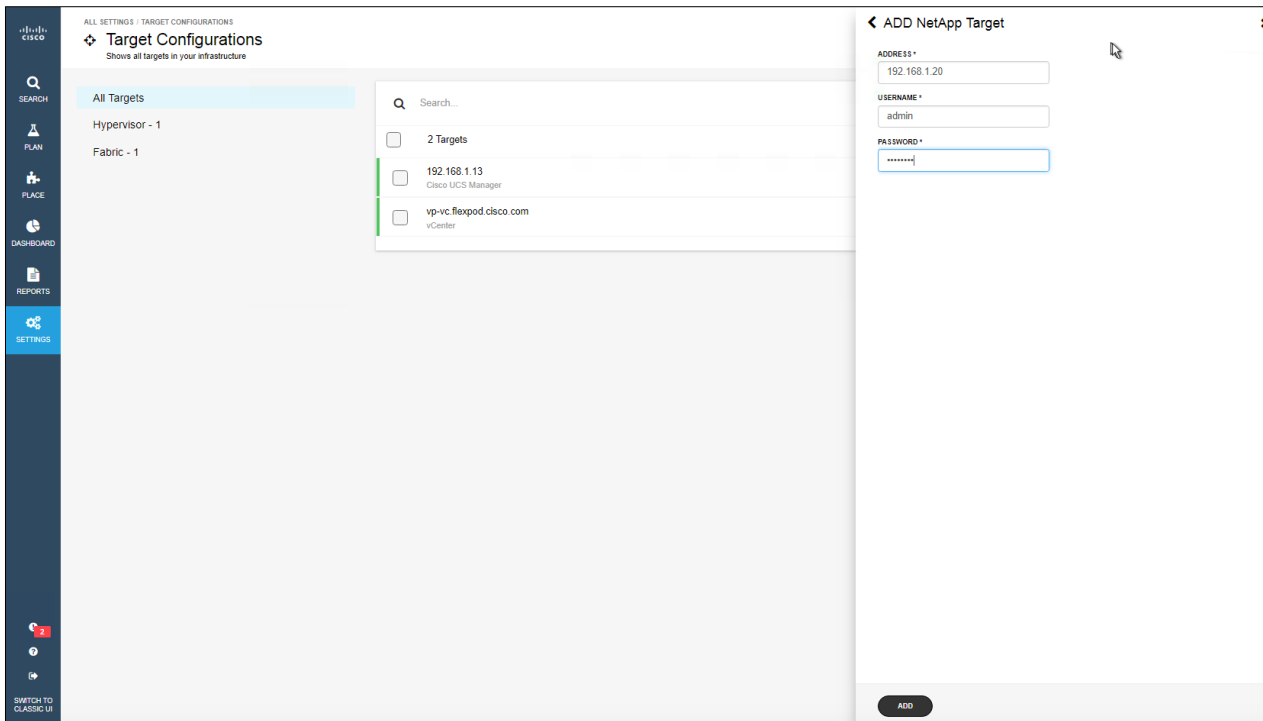 cisco
SEARCH
PLAN
PLACE
DASHBOARD
REPORTS
SETTINGS
2
SWITCH TO
CLASSIC UI
ALL SETTINGS / TARGET CONFIGURATIONS
Target Configurations
Shows all targets in your infrastructure
All Targets
Hypervisor - 1
Fabric - 1
Search...
2 Targets
192.168.1.13
Cisco UCS Manager
vp-vc.flexpod.cisco.com
vCenter
ADD NetApp Target
ADDRESS *
192.168.1.20
USERNAME *
admin
PASSWORD *
••••••••
ADD